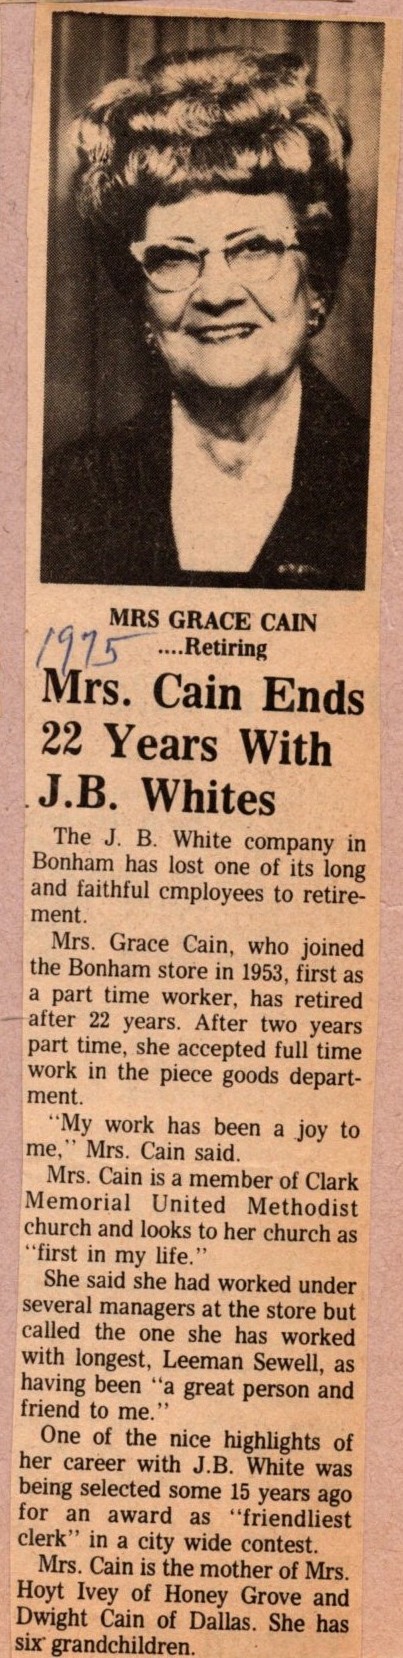 MRS GRACE CAIN
....Retiring
1975
Mrs. Cain Ends
22 Years With
J.B. Whites
The J. B. White company in
Bonham has lost one of its long
and faithful cmployees to retire-
ment.
Mrs. Grace Cain, who joined
the Bonham store in 1953, first as
a part time worker, has retired
after 22 years. After two years
part time, she accepted full time
work in the piece goods depart-
ment.
"My work has been a joy to
me," Mrs. Cain said.
Mrs. Cain is a member of Clark
Memorial United Methodist
church and looks to her church as
"first in my life."
She said she had worked under
several managers at the store but
called the one she has worked
with longest, Leeman Sewell, as
having been "a great person and
friend to me."
One of the nice highlights of
her career with J.B. White was
being selected some 15 years ago
for an award as "friendliest
clerk" in a city wide contest.
Mrs. Cain is the mother of Mrs.
Hoyt Ivey of Honey Grove and
Dwight Cain of Dallas. She has
six grandchildren.